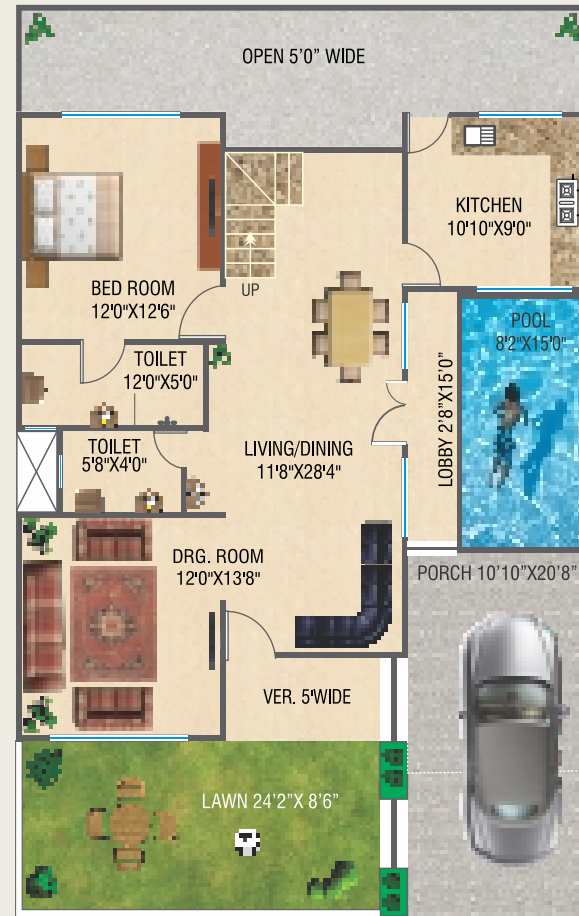 OPEN 5'0" WIDE
KITCHEN
10'10"X9'0"
BED ROOM
12'0"X12'6"
UP
POOL
8'2"X15'0"
TOILET
12'0"X5'0"
LOBBY 2'8"X15'0"
TOILET
5'8"X4'0"
LIVING/DINING
11'8"X28'4"
DRG. ROOM
12'0"X13'8"
PORCH 10'10"X20'8"
VER. 5'WIDE
LAWN 24'2"X 8'6"